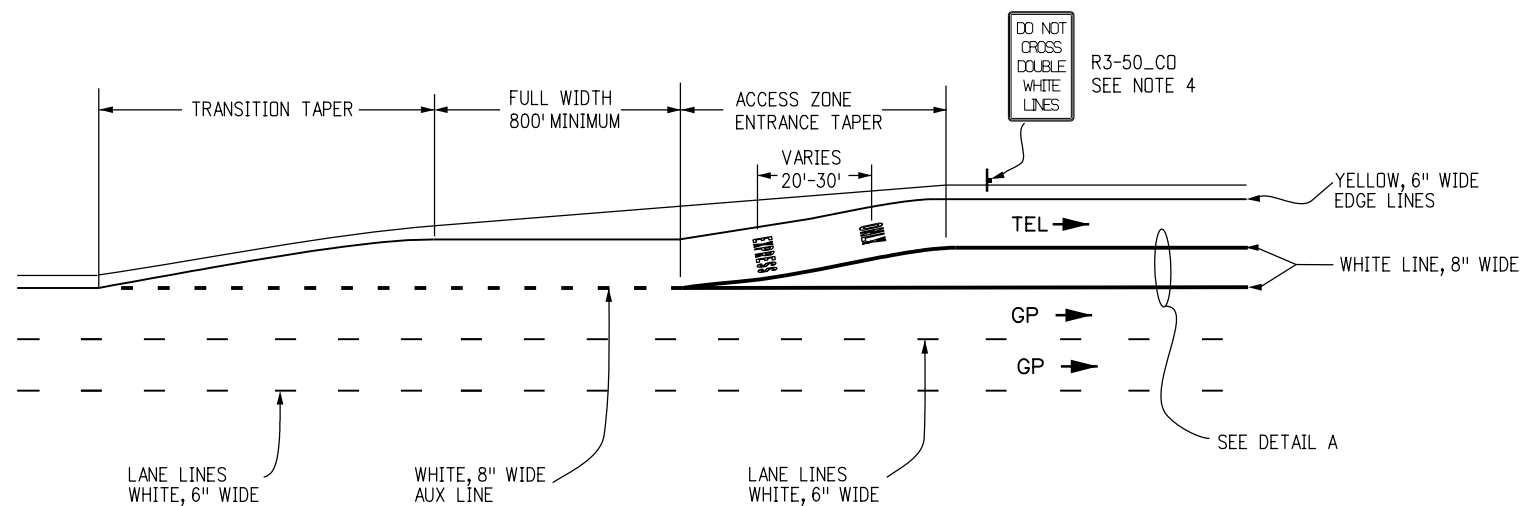 DO NOT
CROSS
DOUBLE
WHITE
LINES
R3-50_CO
SEE NOTE 4
TRANSITION TAPER
FULL WIDTH
800' MINIMUM
ACCESS ZONE
ENTRANCE TAPER
VARIES
20'-30'
YELLOW, 6" WIDE
EDGE LINES
TEL
EXPRESS
ONLY
WHITE LINE, 8" WIDE
GP
GP
SEE DETAIL A
LANE LINES
WHITE, 6" WIDE
WHITE, 8" WIDE
AUX LINE
LANE LINES
WHITE, 6" WIDE